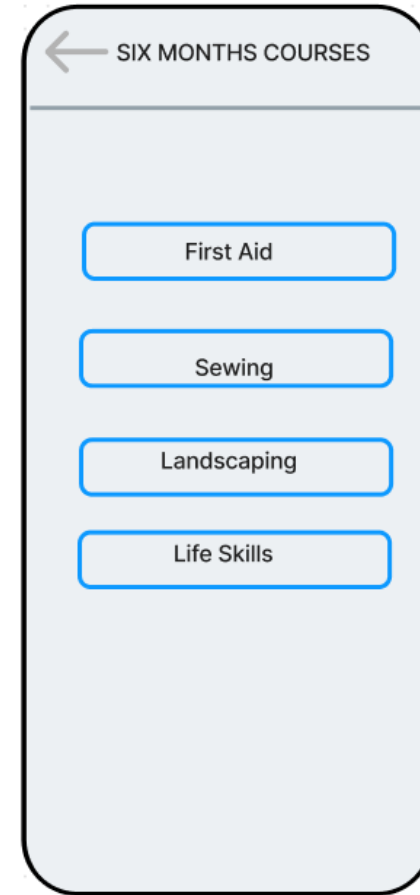 SIX MONTHS COURSES
First Aid
Sewing
Landscaping
Life Skills